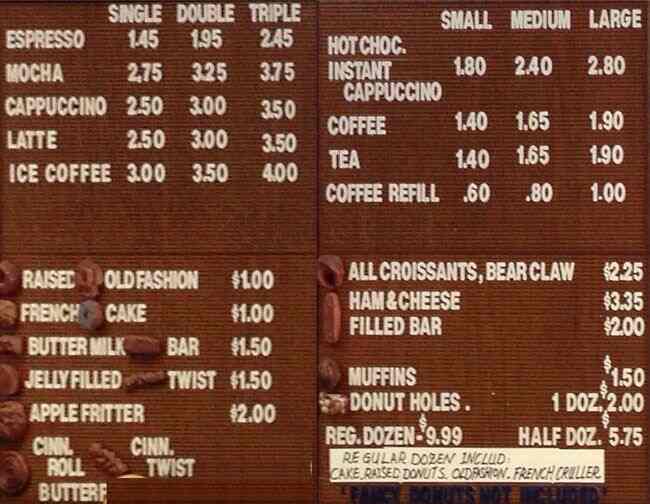 SINGLE DOUBLE TRIPLE
ESPRESSO 1.45 1.95 2.45
MOCHA 2,75 3.25 3.75
CAPPUCCINO 2.50 3.00 3.50
LATTE 2.50 3.00 3.50
ICE COFFEE 3.00 3.50 4.00
SMALL MEDIUM LARGE
HOT CHOC.
INSTANT 1.80 2.40 2.80
CAPPUCCINO
COFFEE 1.40 1.65 1.90
TEA 1.40 1.65 1.90
COFFEE REFILL .60 .80 1.00
RAISED OLD FASHION $1.00
FRENCH CAKE $1.00
BUTTER MILK BAR $1.50
JELLY FILLED TWIST $1.50
APPLE FRITTER $2.00
CINN. CINN.
ROLL TWIST
BUTTERF
ALL CROISSANTS, BEAR CLAW $2.25
HAM & CHEESE $3.35
FILLED BAR $2.00
MUFFINS $1.50
DONUT HOLES. 1 DOZ. $2.00
REG. DOZEN - $9.99 HALF DOZ. $5.75
REGULAR DOZEN INCLUD:
CAKE, RAISED DONUTS. OLDFASHION. FRENCH CRULLER
FANCY DONUTS NOT